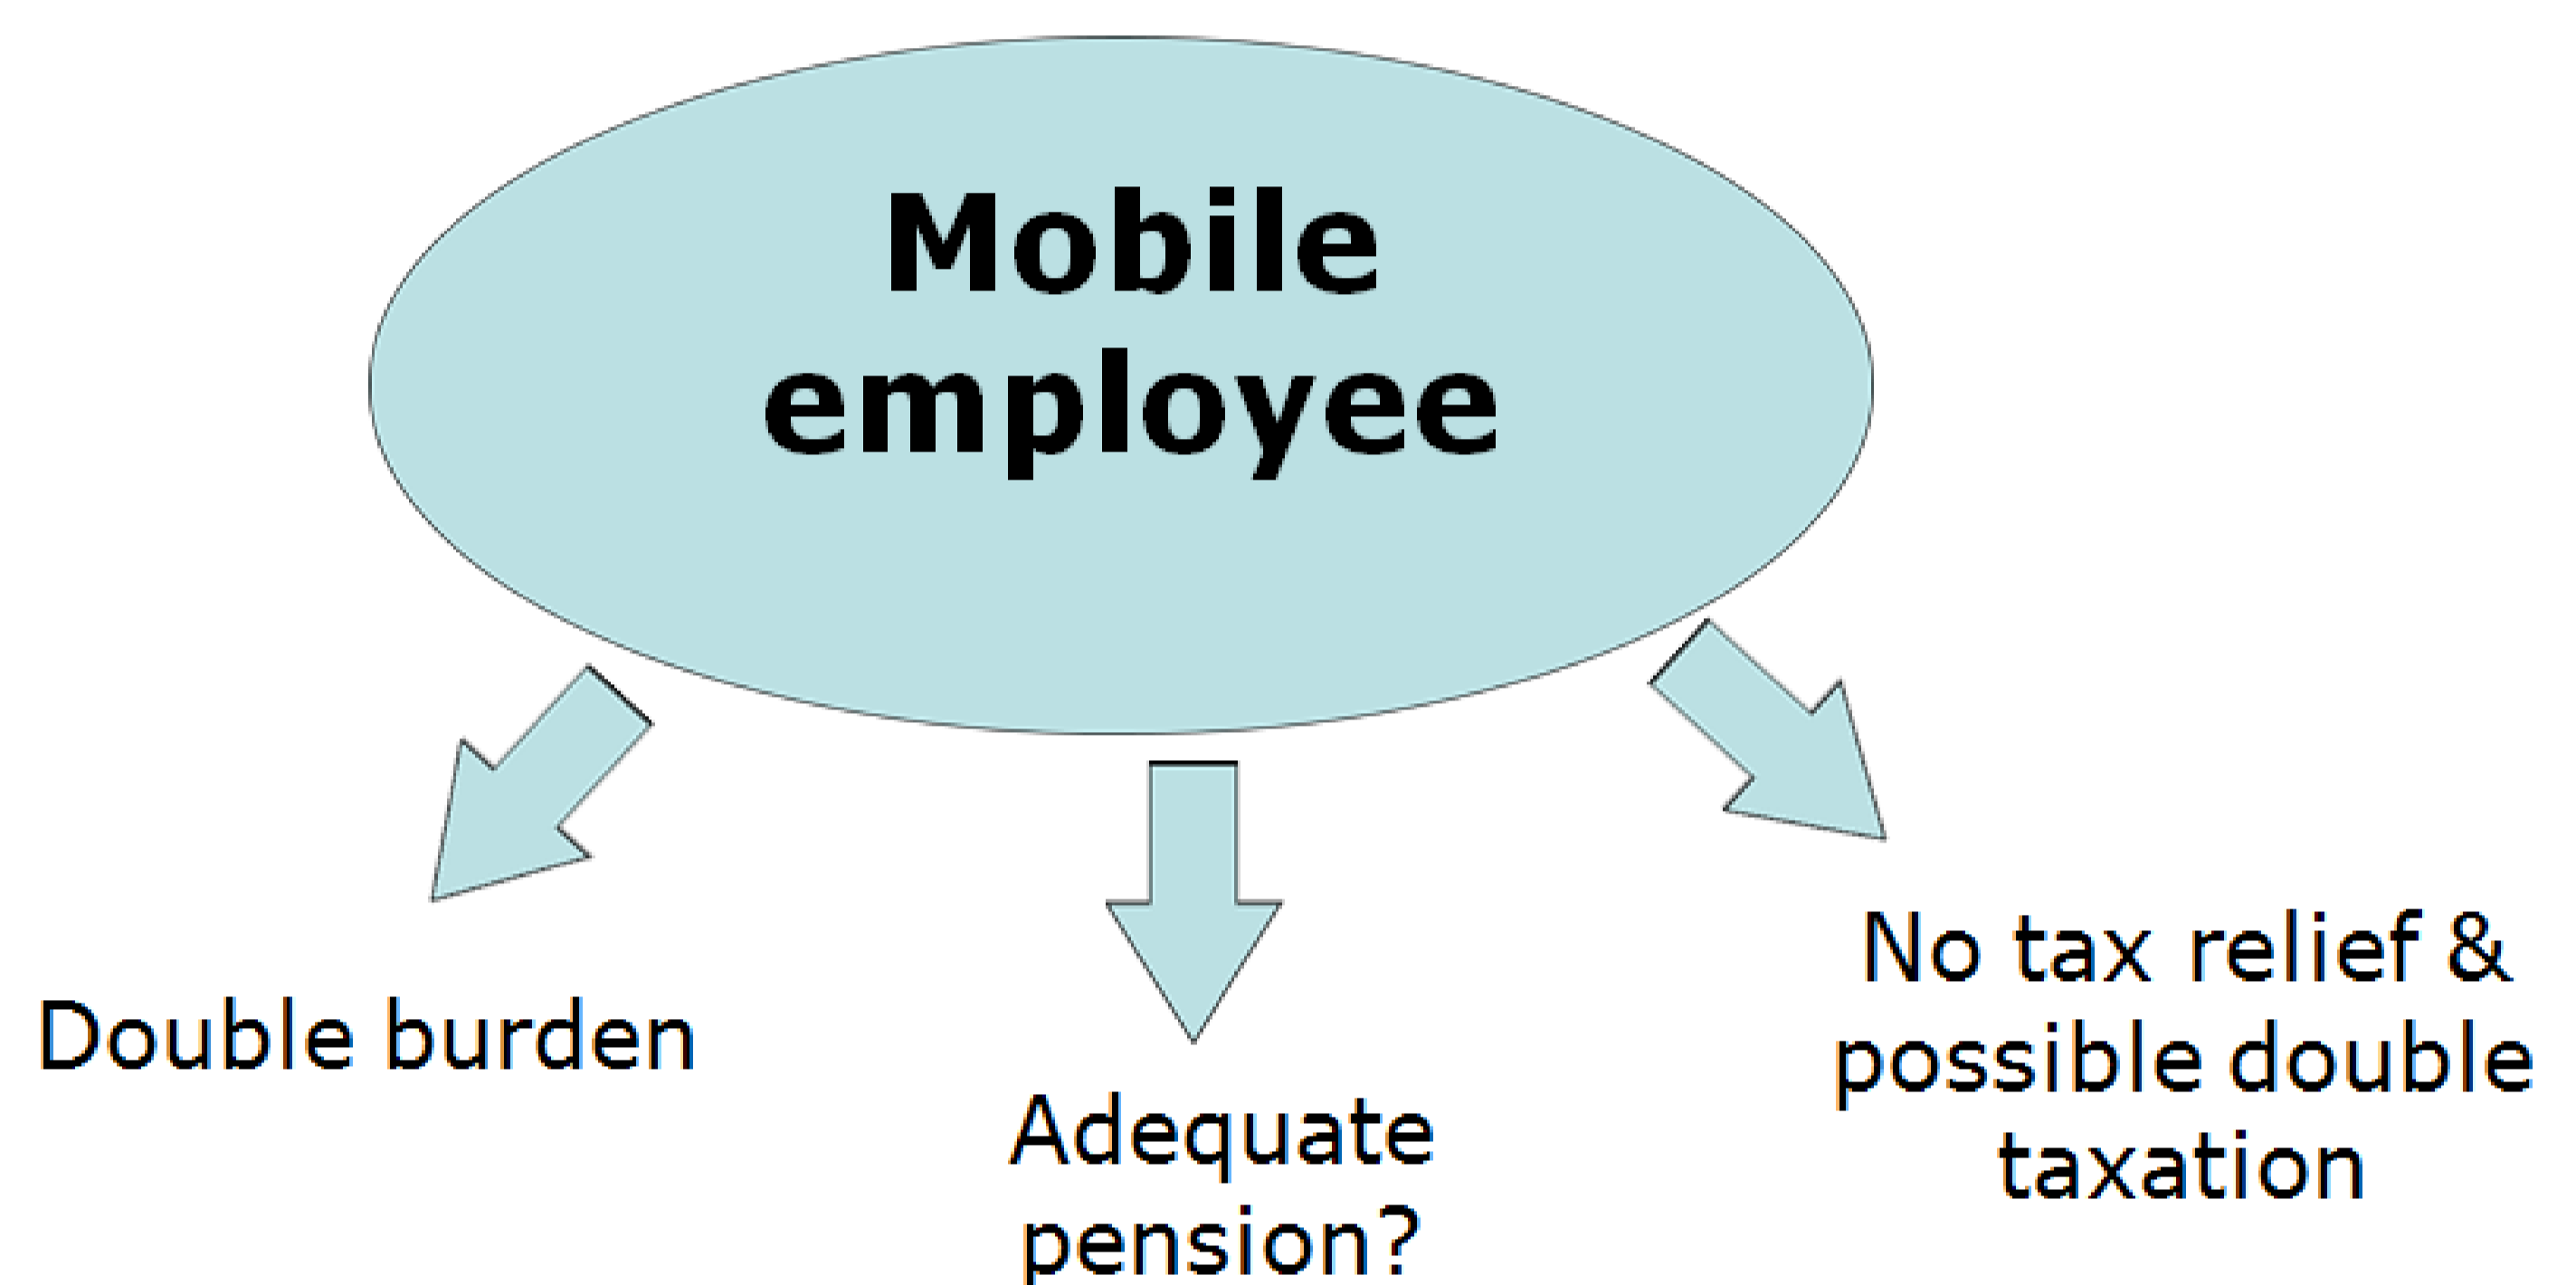 Mobile
employee
Double burden
Adequate
pension?
No tax relief &
possible double
taxation